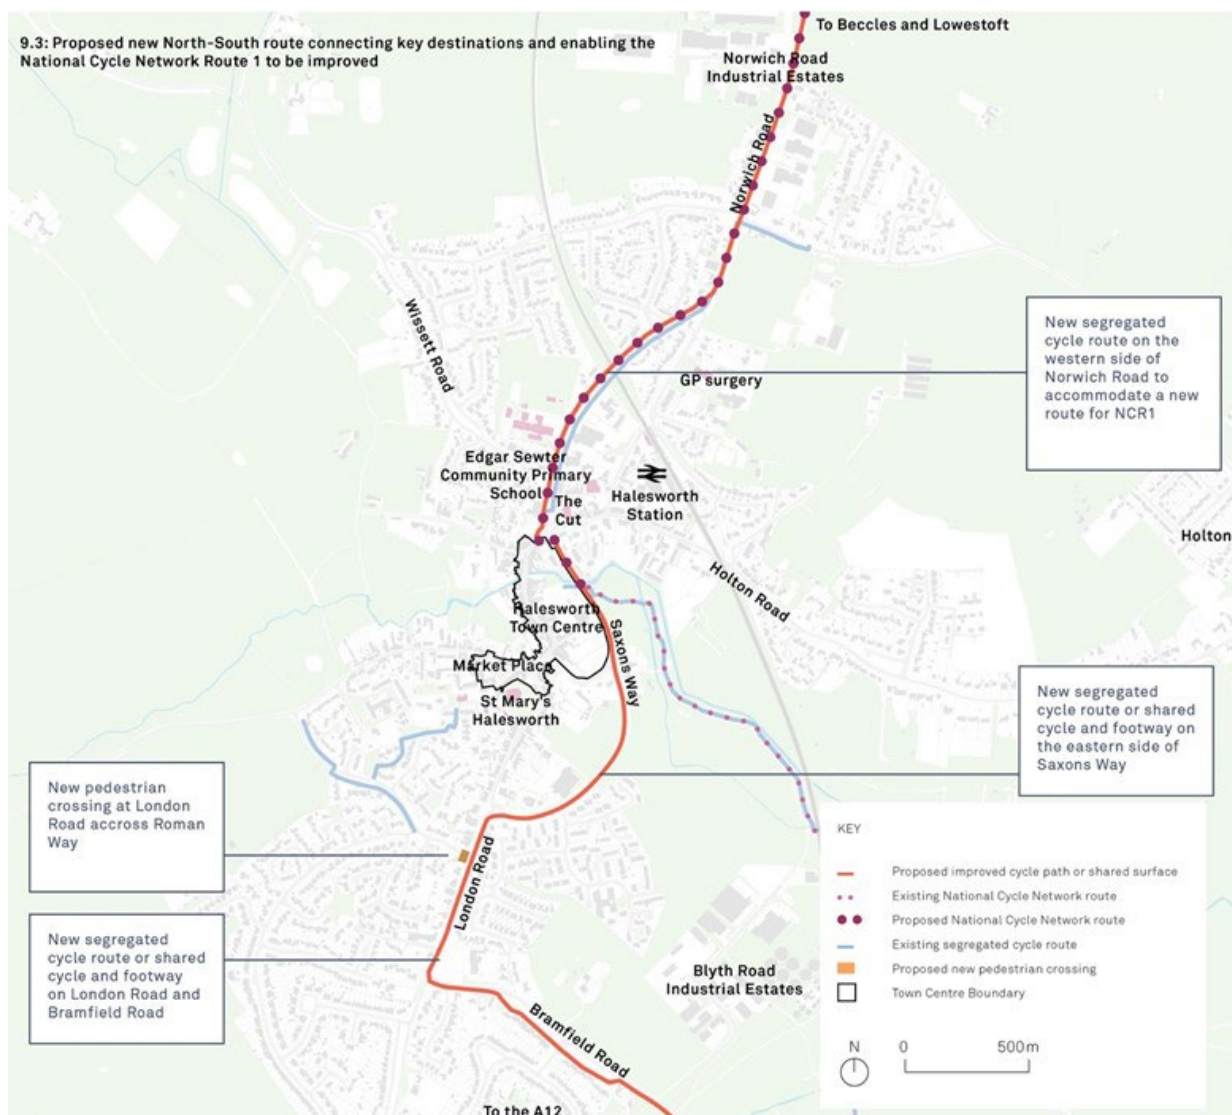 9.3: Proposed new North-South route connecting key destinations and enabling the
National Cycle Network Route 1 to be improved
To Beccles and Lowestoft
Norwich Road
Industrial Estates
Norwich Road
Wissett Road
New segregated
cycle route on the
western side of
Norwich Road to
accommodate a new
route for NCR1
GP surgery
Edgar Sewter
Community Primary
School
The
Cut
Halesworth
Station
Holton
Holton Road
Halesworth
Town Centre
Saxons Way
Market Place
St Mary's
Halesworth
New segregated
cycle route or shared
cycle and footway on
the eastern side of
Saxons Way
New pedestrian
crossing at London
Road accross Roman
Way
London Road
New segregated
cycle route or shared
cycle and footway
on London Road and
Bramfield Road
Blyth Road
Industrial Estates
Bramfield Road
To the A12
KEY
Proposed improved cycle path or shared surface
Existing National Cycle Network route
Proposed National Cycle Network route
Existing segregated cycle route
Proposed new pedestrian crossing
Town Centre Boundary
N
0 500m